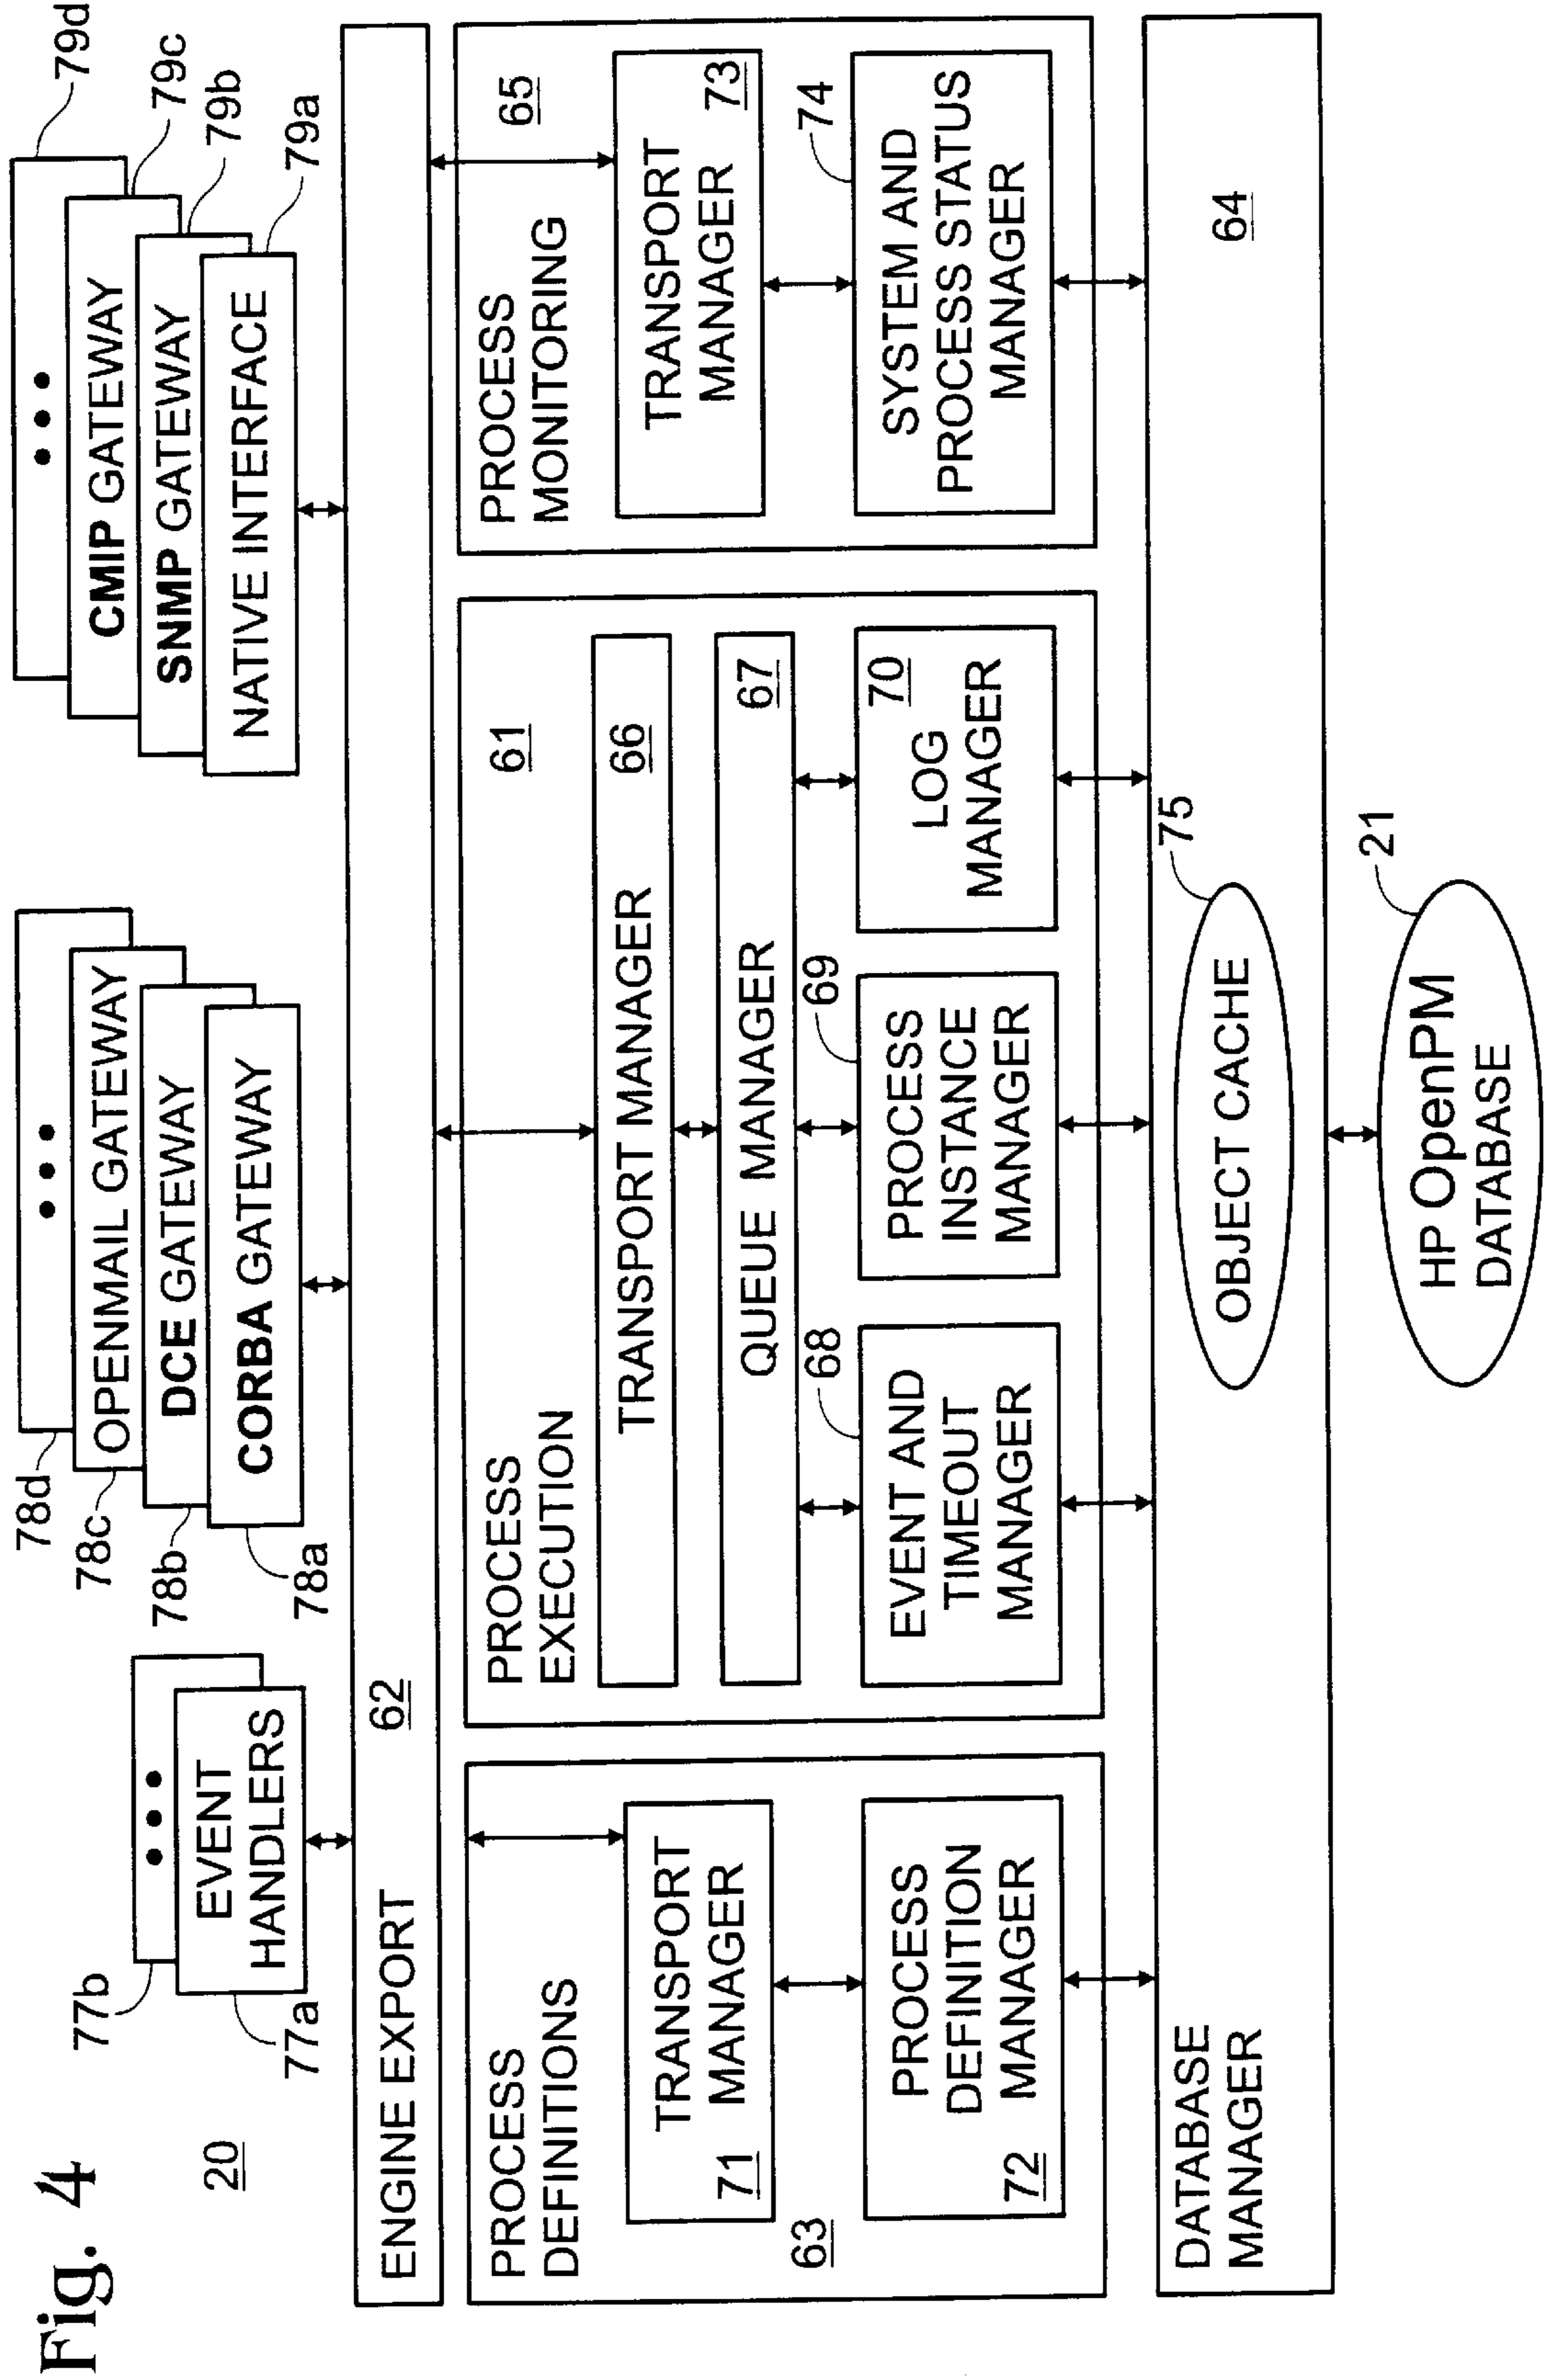 Fig. 4
20
77b
77a
EVENT
HANDLERS
78d
78c
78b
78a
OPENMAIL GATEWAY
DCE GATEWAY
CORBA GATEWAY
79d
79c
79b
79a
CMIP GATEWAY
SNMP GATEWAY
NATIVE INTERFACE
ENGINE EXPORT
62
PROCESS
DEFINITIONS
TRANSPORT
MANAGER
71
63
PROCESS
DEFINITION
MANAGER
72
PROCESS
EXECUTION
61
TRANSPORT MANAGER
66
QUEUE MANAGER
67
68
EVENT AND
TIMEOUT
MANAGER
69
PROCESS
INSTANCE
MANAGER
70
LOG
MANAGER
PROCESS
MONITORING
65
TRANSPORT
MANAGER
73
74
SYSTEM AND
PROCESS STATUS
MANAGER
DATABASE
MANAGER
64
75
OBJECT CACHE
21
HP OpenPM
DATABASE